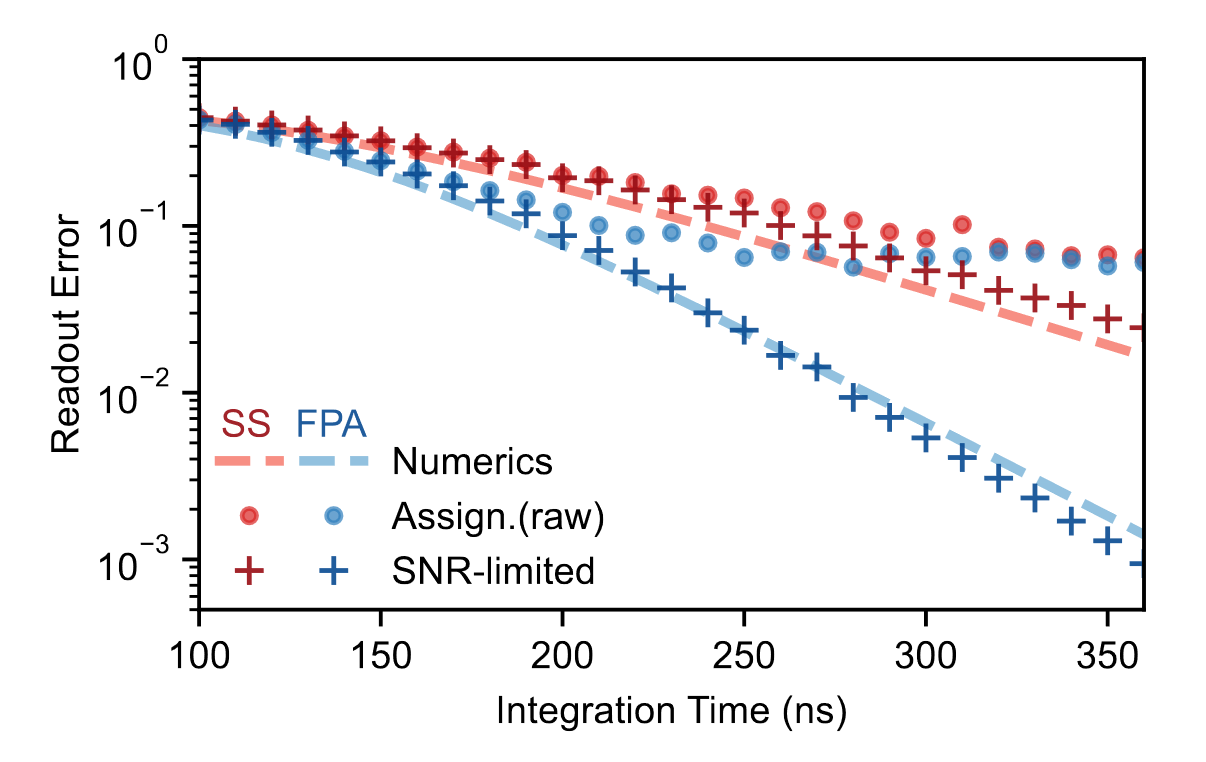 10^0
10^−1
10^−2
10^−3
Readout Error
SS FPA
Numerics
Assign.(raw)
SNR-limited
100 150 200 250 300 350
Integration Time (ns)